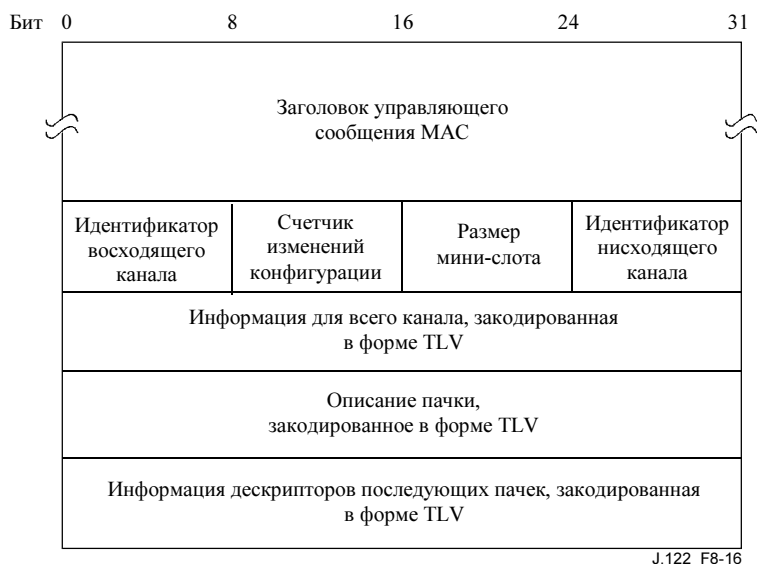 Бит 0 8 16 24 31
Заголовок управляющего
сообщения MAC
Идентификатор
восходящего
канала
Счетчик
изменений
конфигурации
Размер
мини-слота
Идентификатор
нисходящего
канала
Информация для всего канала, закодированная
в форме TLV
Описание пачки,
закодированное в форме TLV
Информация дескрипторов последующих пачек, закодированная
в форме TLV
J.122_F8-16